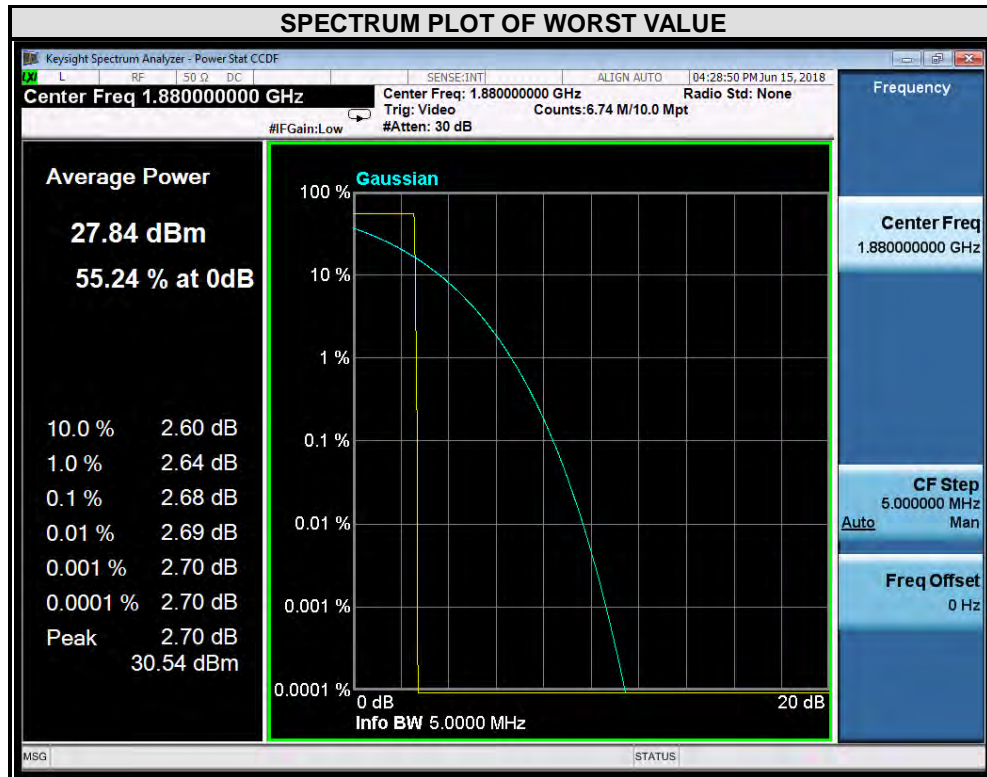 SPECTRUM PLOT OF WORST VALUE
Keysight Spectrum Analyzer - Power Stat CCDF
LXI L RF 50 Ω DC SENSE:INT ALIGN AUTO 04:28:50 PM Jun 15, 2018
Center Freq 1.880000000 GHz
Center Freq: 1.880000000 GHz Radio Std: None
Trig: Video Counts:6.74 M/10.0 Mpt
#IFGain:Low #Atten: 30 dB
Frequency
Average Power
27.84 dBm
55.24 % at 0dB
10.0 % 2.60 dB
1.0 % 2.64 dB
0.1 % 2.68 dB
0.01 % 2.69 dB
0.001 % 2.70 dB
0.0001 % 2.70 dB
Peak 2.70 dB
30.54 dBm
Gaussian
100 %
10 %
1 %
0.1 %
0.01 %
0.001 %
0.0001 %
0 dB 20 dB
Info BW 5.0000 MHz
Center Freq
1.880000000 GHz
CF Step
5.000000 MHz
Auto Man
Freq Offset
0 Hz
MSG STATUS